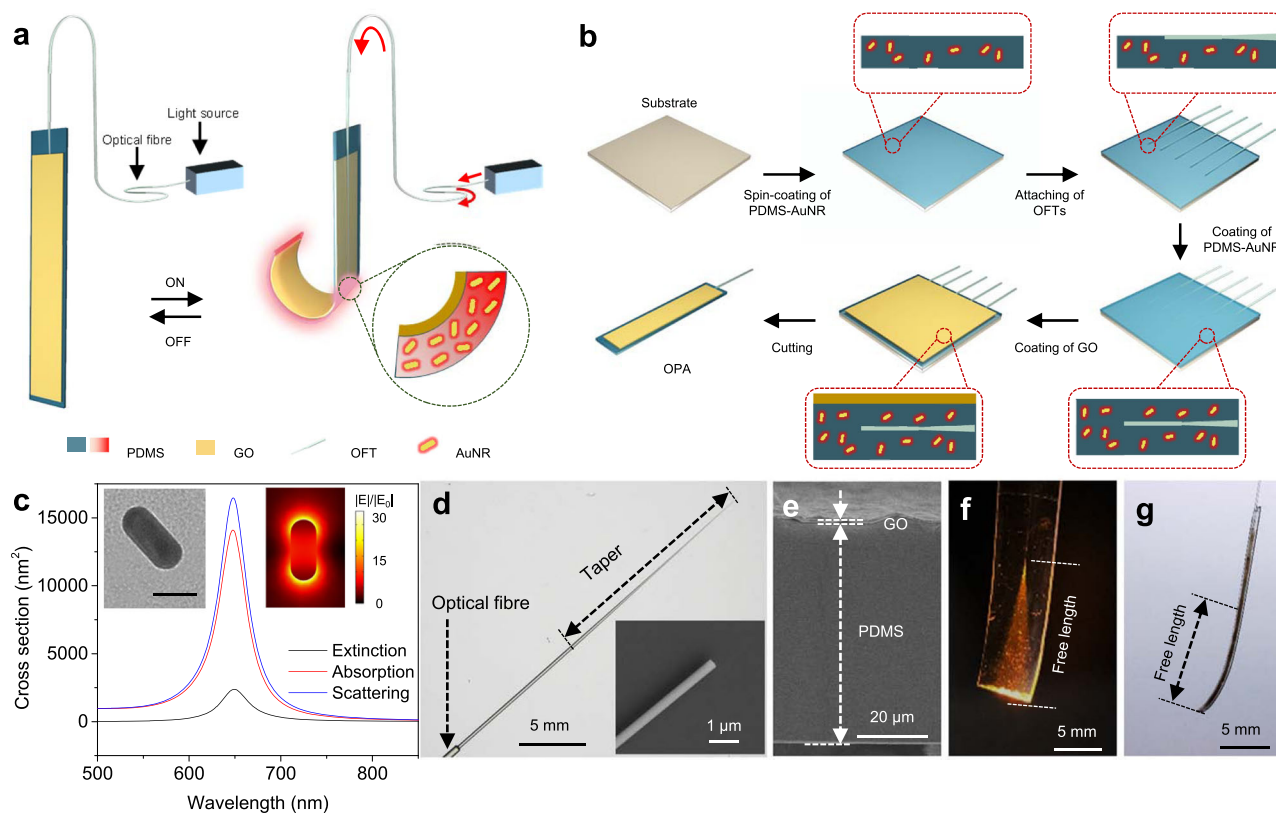 a
Light source
Optical fibre
ON
OFF
PDMS
GO
OFT
AuNR
b
Substrate
Spin-coating of
PDMS-AuNR
Attaching of
OFTs
Coating of
PDMS-AuNR
Coating of GO
Cutting
OPA
c
Cross section (nm²)
15000
10000
5000
0
500
600
700
800
Wavelength (nm)
|E|/|E₀|
30
15
0
Extinction
Absorption
Scattering
d
Taper
Optical fibre
5 mm
1 μm
e
GO
PDMS
20 μm
f
Free length
5 mm
g
Free length
5 mm